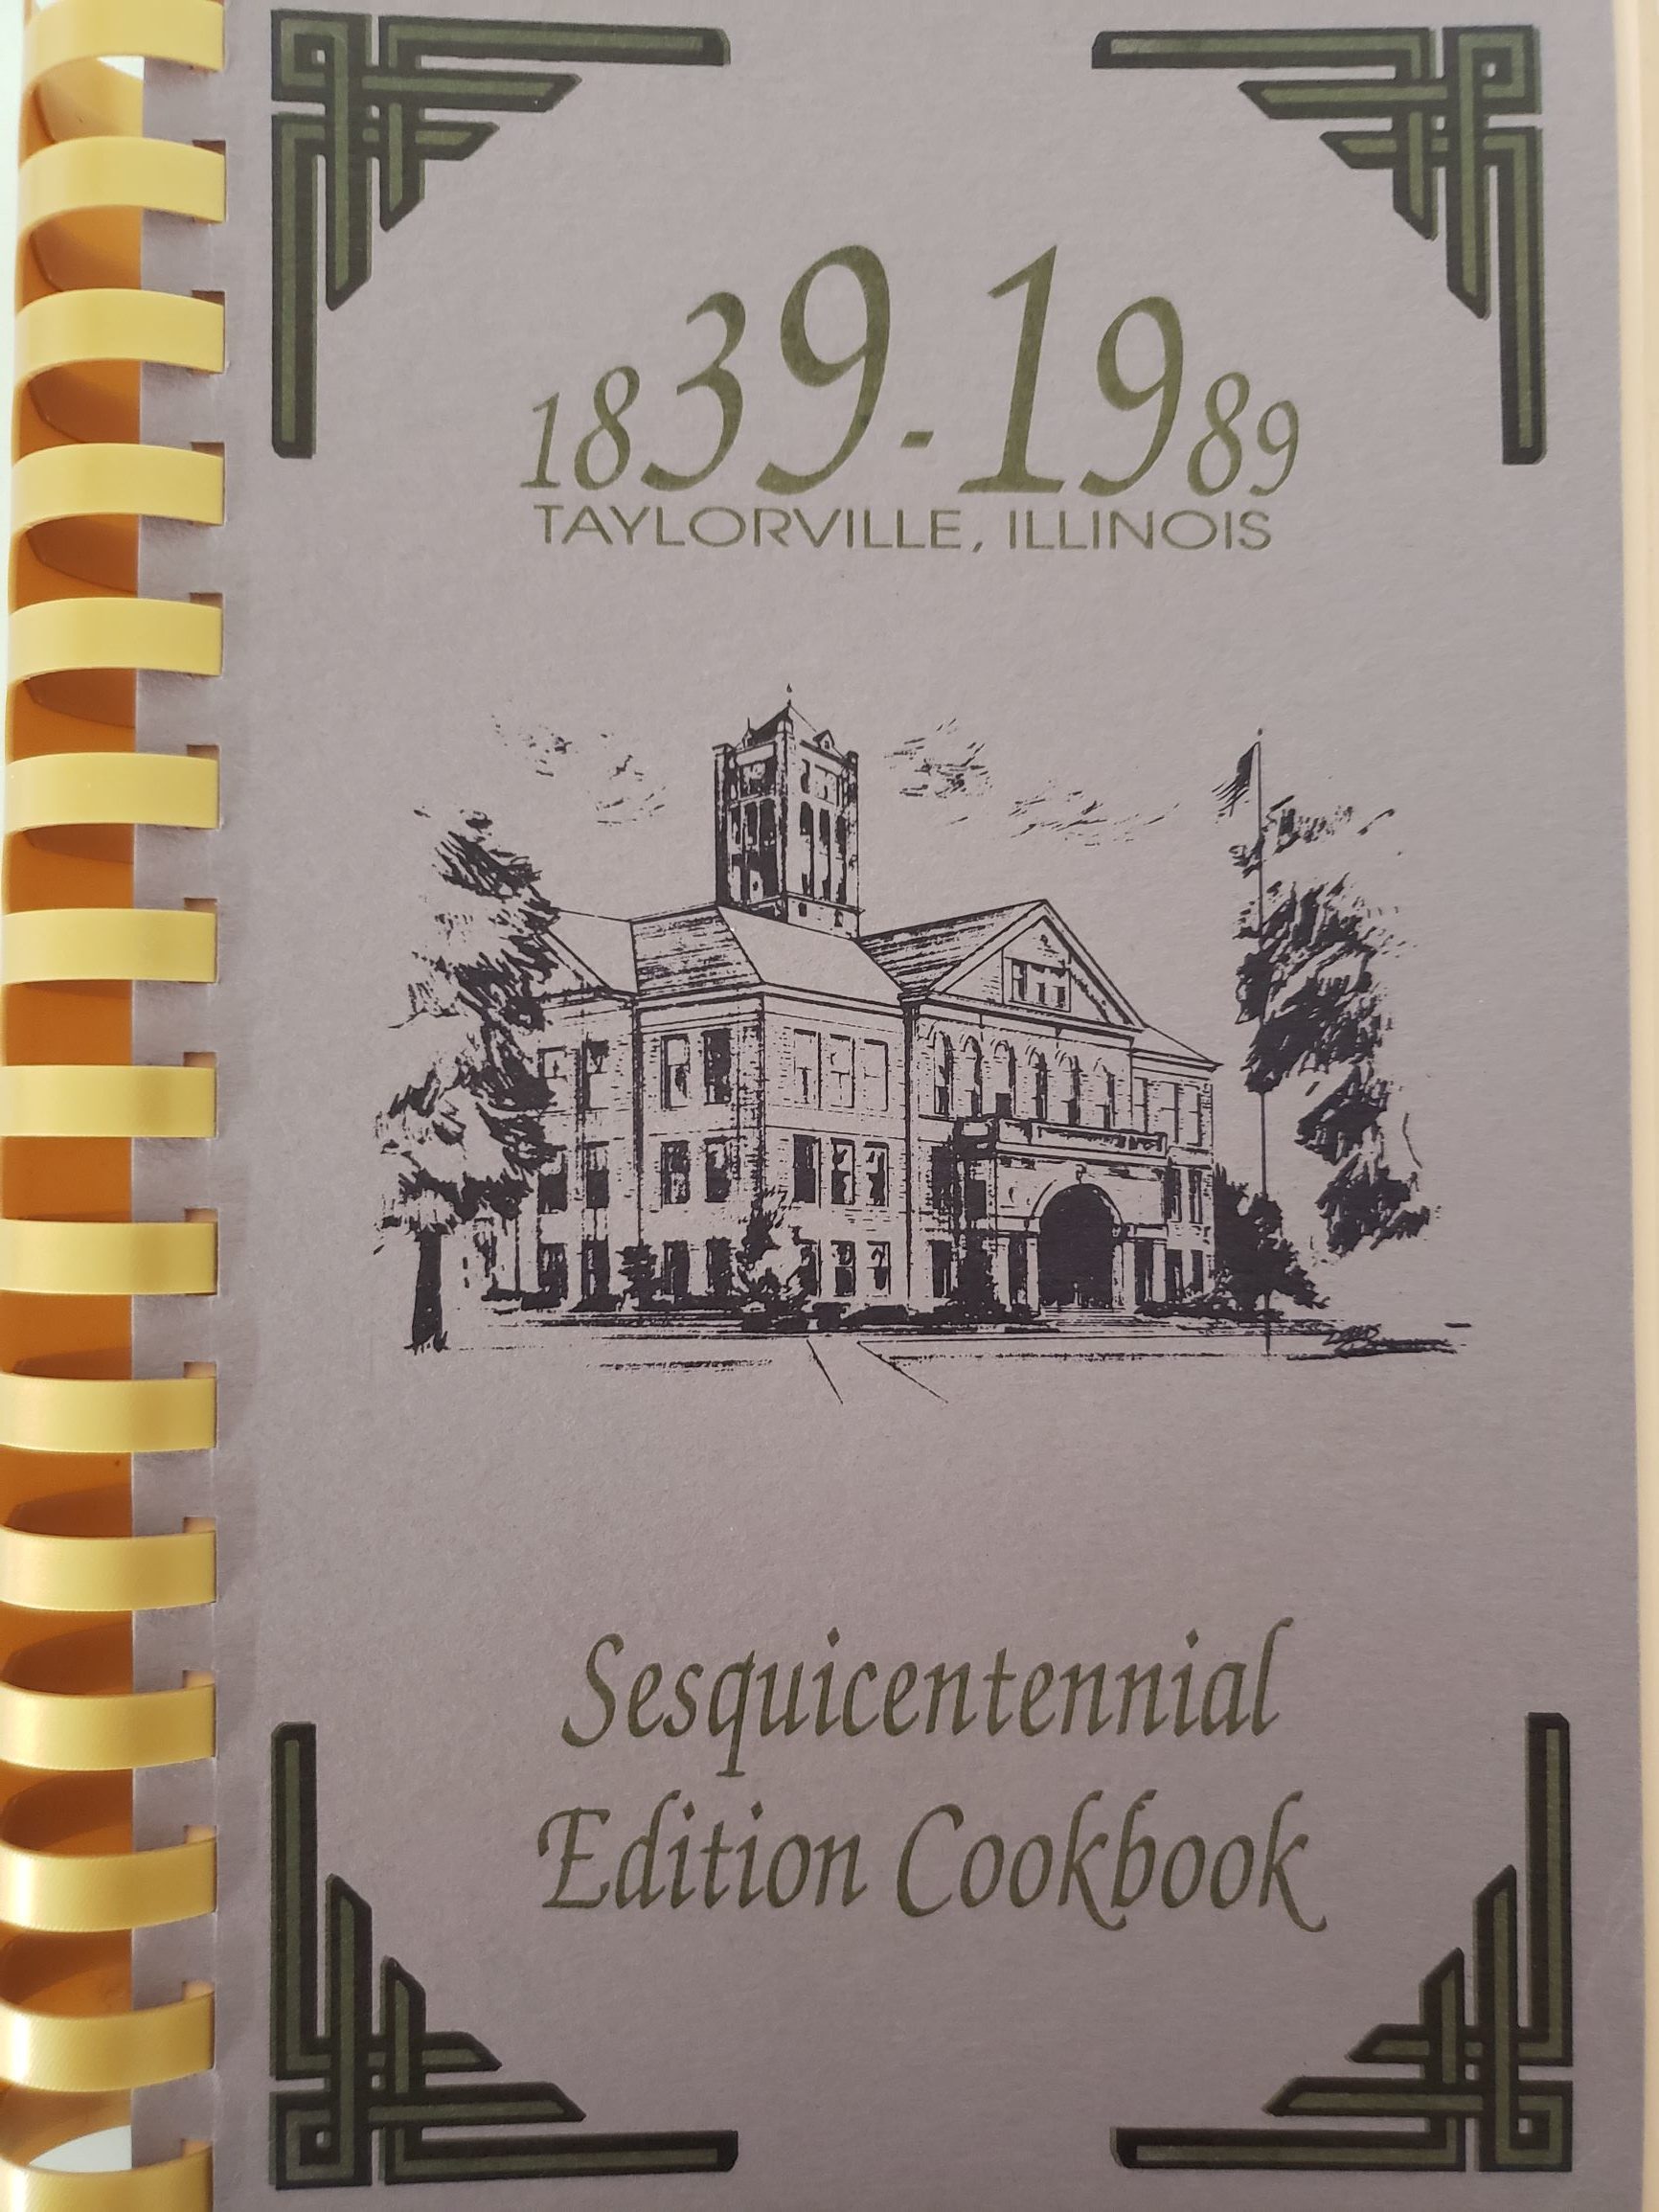 1839-1989
TAYLORVILLE, ILLINOIS
Sesquicentennial
Edition Cookbook